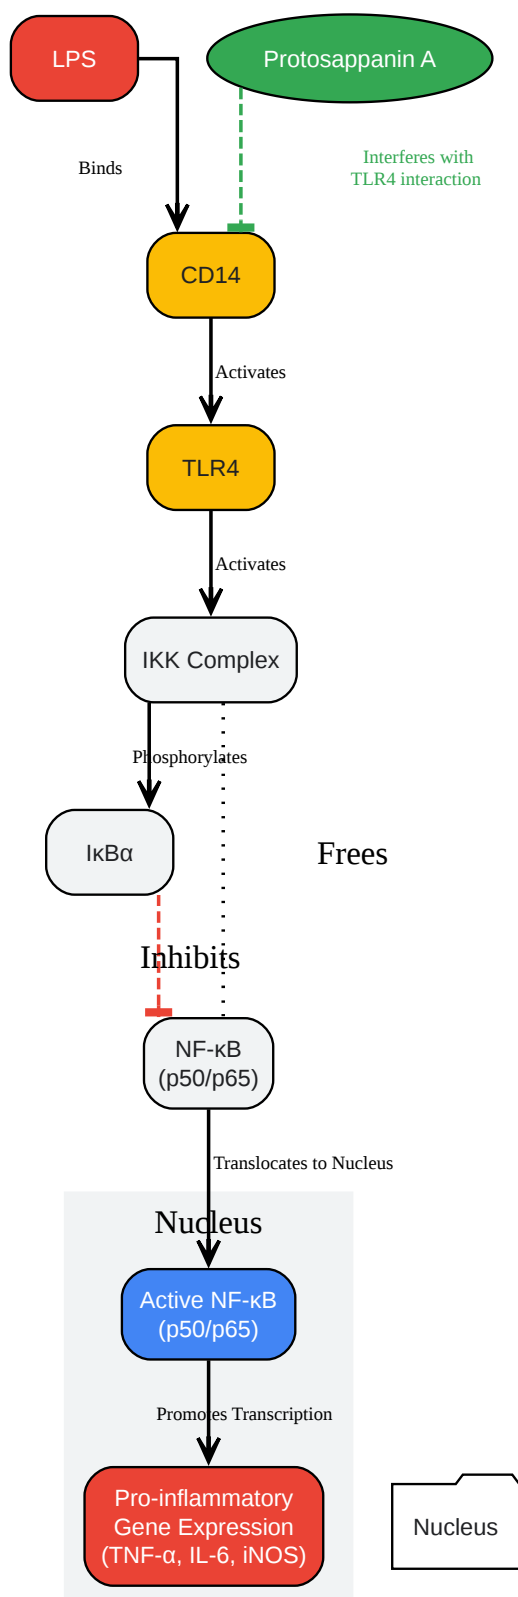 LPS
Protosappanin A
Binds
Interferes with
TLR4 interaction
CD14
Activates
TLR4
Activates
IKK Complex
Phosphorylates
IκBα
Frees
Inhibits
NF-κB
(p50/p65)
Translocates to Nucleus
Nucleus
Active NF-κB
(p50/p65)
Promotes Transcription
Pro-inflammatory
Gene Expression
(TNF-α, IL-6, iNOS)
Nucleus